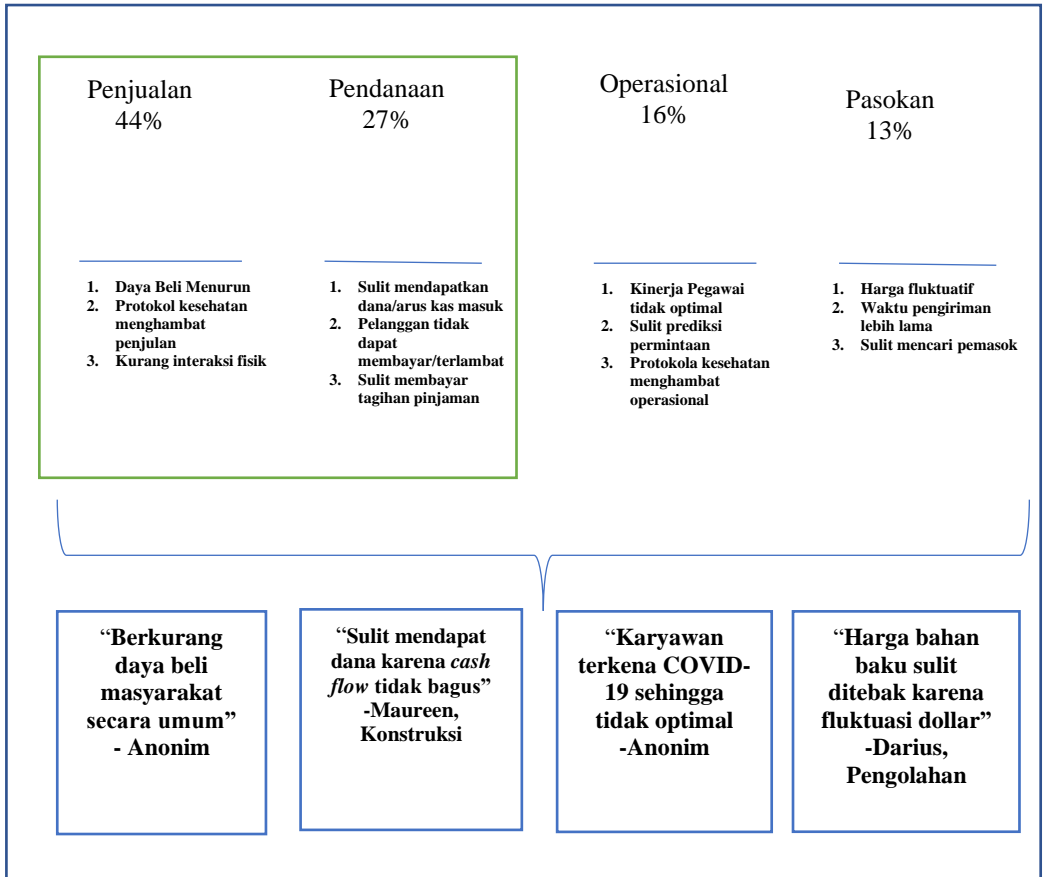 Penjualan
44%
Pendanaan
27%
Operasional
16%
Pasokan
13%
1. Daya Beli Menurun
2. Protokol kesehatan
menghambat
penjulan
3. Kurang interaksi fisik
1. Sulit mendapatkan
dana/arus kas masuk
2. Pelanggan tidak
dapat
membayar/terlambat
3. Sulit membayar
tagihan pinjaman
1. Kinerja Pegawai
tidak optimal
2. Sulit prediksi
permintaan
3. Protokola kesehatan
menghambat
operasional
1. Harga fluktuatif
2. Waktu pengiriman
lebih lama
3. Sulit mencari pemasok
“Berkurang
daya beli
masyarakat
secara umum”
- Anonim
“Sulit mendapat
dana karena cash
flow tidak bagus”
-Maureen,
Konstruksi
“Karyawan
terkena COVID-
19 sehingga
tidak optimal
-Anonim
“Harga bahan
baku sulit
ditebak karena
fluktuasi dollar”
-Darius,
Pengolahan